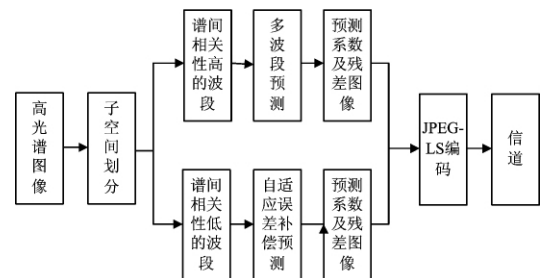 高光谱图像
子空间划分
谱间
相关
性高
的波
段
多波段预测
预测
系数
及残
差图
像
谱间
相关
性低
的波
段
自适
应误
差补
偿预
测
预测
系数
及残
差图
像
JPEG-
LS编
码
信道